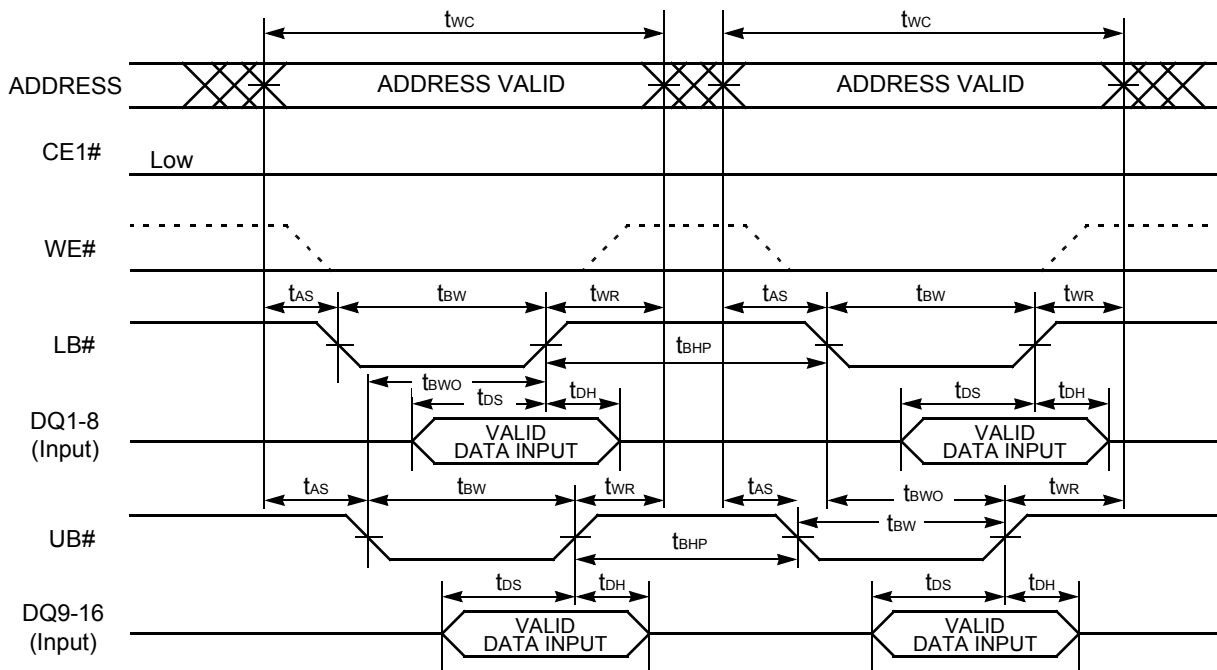 tWC tWC
ADDRESS ADDRESS VALID ADDRESS VALID
CE1# Low
WE#
tAS tBW tWR tAS tBW tWR
LB# tBHP
tBWO
tDS tDH tDS tDH
DQ1-8
(Input)
VALID
DATA INPUT
VALID
DATA INPUT
tAS tBW tWR tAS tBWO tWR
UB# tBHP tBW
tDS tDH tDS tDH
DQ9-16
(Input)
VALID
DATA INPUT
VALID
DATA INPUT